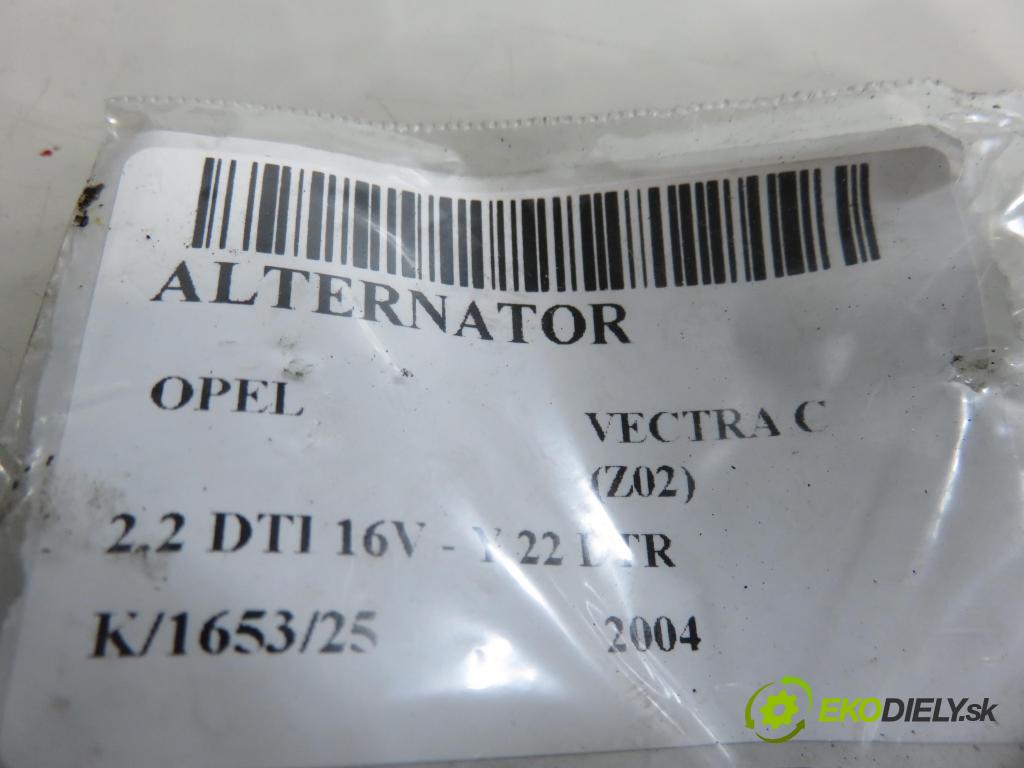 ALTERNATOR
OPEL VECTRA C
(Z02)
2.2 DTI 16V - Y 22 DTR
K/1653/25 2004
EKODIELY.sk